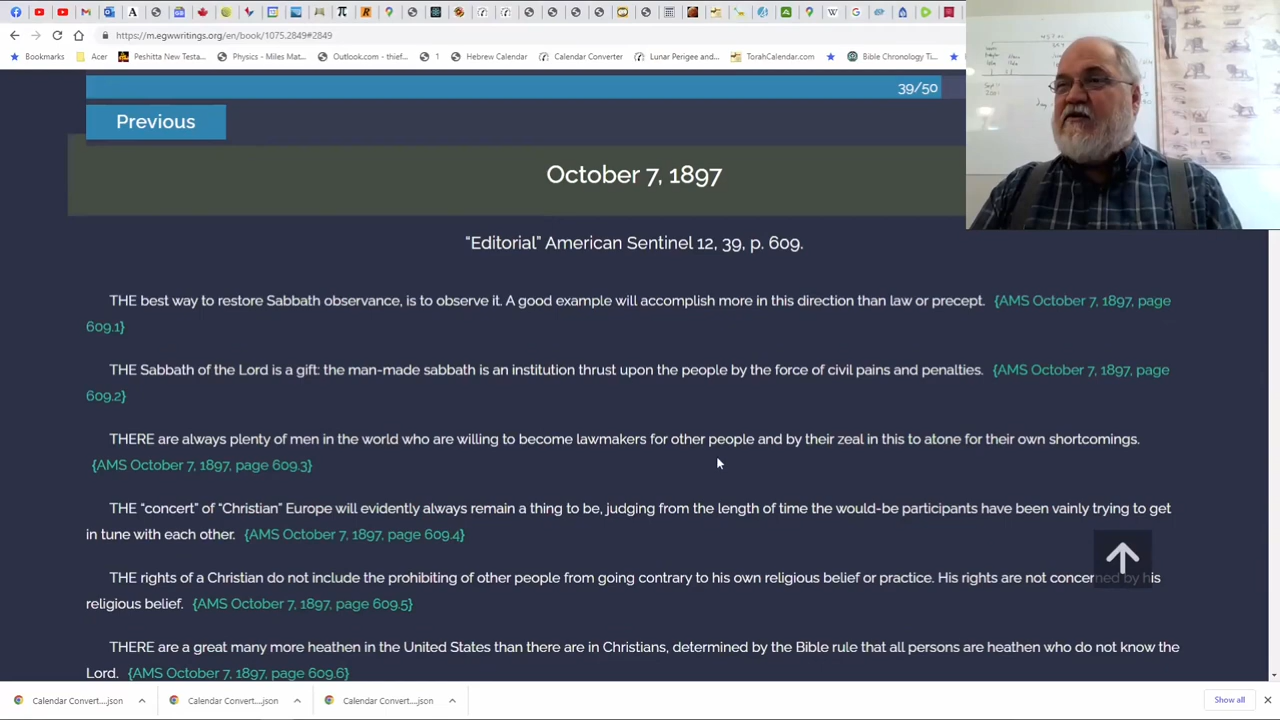 https://m.egwwritings.org/en/book/1075.2849#2849
Bookmarks Acer Peshitta New Testa... Physics - Miles Mat... Outlook.com - thief... 1 Hebrew Calendar Calendar Converter Lunar Perigee and... TorahCalendar.com Bible Chronology Ti...
39/50
Previous
October 7, 1897
“Editorial” American Sentinel 12, 39, p. 609.
THE best way to restore Sabbath observance, is to observe it. A good example will accomplish more in this direction than law or precept. {AMS October 7, 1897, page
609.1}
THE Sabbath of the Lord is a gift: the man-made sabbath is an institution thrust upon the people by the force of civil pains and penalties. {AMS October 7, 1897, page
609.2}
THERE are always plenty of men in the world who are willing to become lawmakers for other people and by their zeal in this to atone for their own shortcomings.
{AMS October 7, 1897, page 609.3}
THE “concert” of “Christian” Europe will evidently always remain a thing to be, judging from the length of time the would-be participants have been vainly trying to get
in tune with each other. {AMS October 7, 1897, page 609.4}
THE rights of a Christian do not include the prohibiting of other people from going contrary to his own religious belief or practice. His rights are not concerned by his
religious belief. {AMS October 7, 1897, page 609.5}
THERE are a great many more heathen in the United States than there are in Christians, determined by the Bible rule that all persons are heathen who do not know the
Lord. {AMS October 7, 1897, page 609.6}
Calendar Convert....json Calendar Convert....json Calendar Convert....json Show all